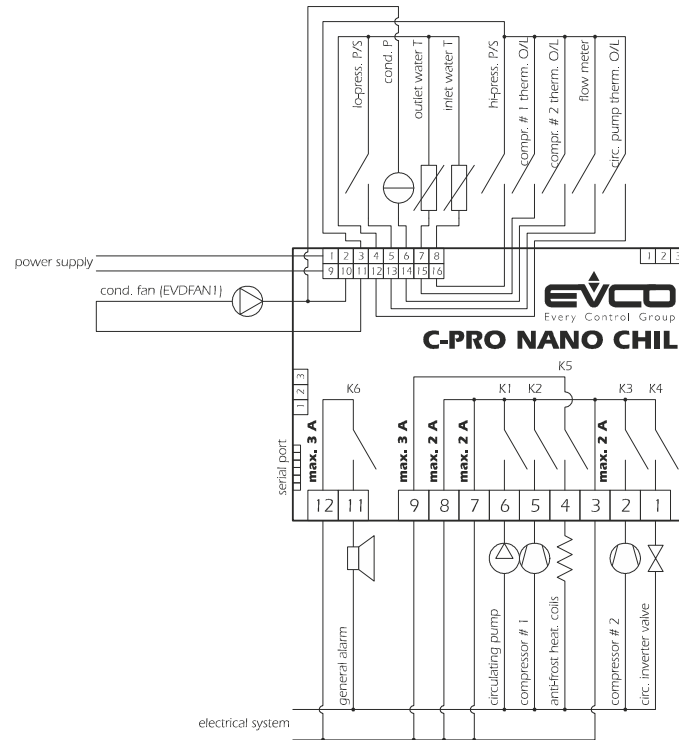 lo-press. P/S
cond. P
outlet water T
inlet water T
hi-press. P/S
compr. # 1 therm. O/L
compr. # 2 therm. O/L
flow meter
circ. pump therm. O/L
power supply
1 2 3 4 5 6 7 8
9 10 11 12 13 14 15 16
1 2 3
cond. fan (EVDFAN1)
EVCO
Every Control Group
C-PRO NANO CHIL
K5
3
2
1
K6
K1
K2
K3
K4
serial port
max. 3 A
max. 3 A
max. 2 A
max. 2 A
max. 2 A
12 11 9 8 7 6 5 4 3 2 1
general alarm
circulating pump
compressor # 1
anti-frost heat. coils
compressor # 2
circ. inverter valve
electrical system